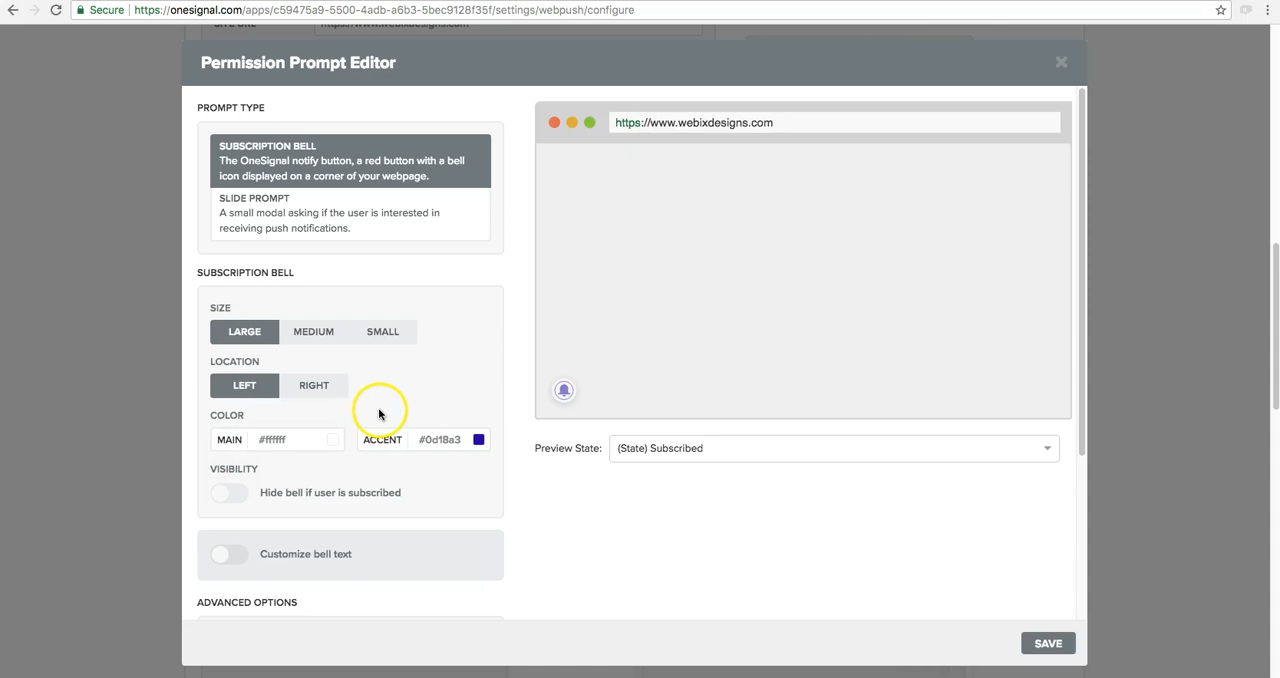 Secure
https://onesignal.com/apps/c59475a9-5500-4adb-a6b3-5bec9128f35f/settings/webpush/configure
Permission Prompt Editor
PROMPT TYPE
SUBSCRIPTION BELL
The OneSignal notify button, a red button with a bell
icon displayed on a corner of your webpage.
SLIDE PROMPT
A small modal asking if the user is interested in
receiving push notifications.
SUBSCRIPTION BELL
SIZE
LARGE MEDIUM SMALL
LOCATION
LEFT RIGHT
COLOR
MAIN #ffffff ACCENT #0d18a3
VISIBILITY
Hide bell if user is subscribed
Customize bell text
ADVANCED OPTIONS
https://www.webixdesigns.com
Preview State: (State) Subscribed
SAVE